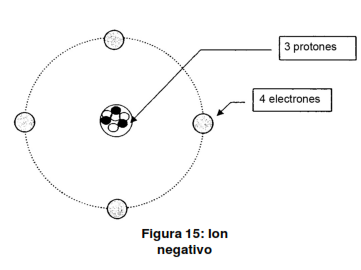 3 protones
4 electrones
Figura 15: Ion
negativo